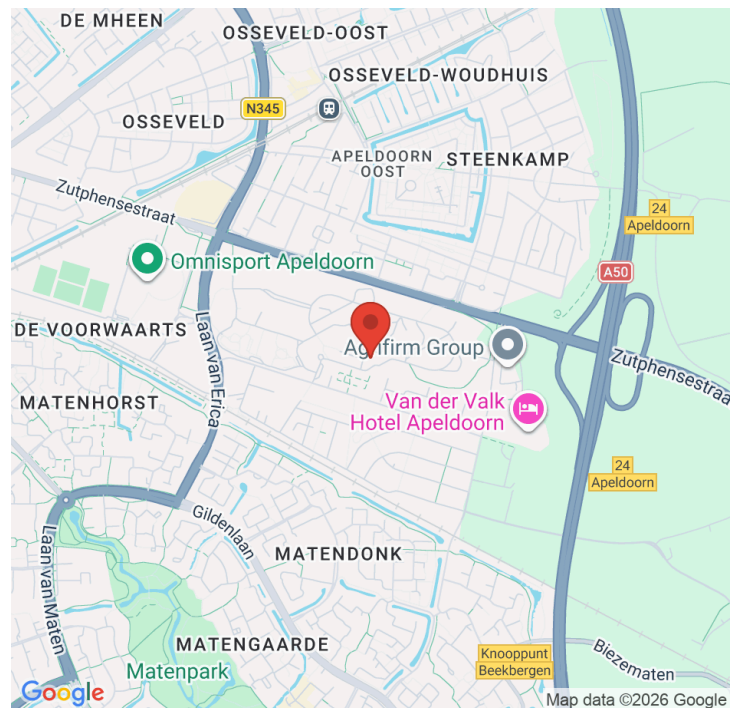 DE MHEEN
OSSEVELD-OOST
OSSEVELD-WOUDHUIS
N345
OSSEVELD
APELDOORN
OOST
STEENKAMP
Zutphensestraat
24
Apeldoorn
Omnisport Apeldoorn
A50
DE VOORWAARTS
Laan van Erica
Agrifirm Group
Zutphensestraat
MATENHORST
Van der Valk
Hotel Apeldoorn
24
Apeldoorn
Gildenlaan
Laan van Maten
MATENDONK
MATENGAARDE
Matenpark
Knooppunt
Beekbergen
Biezematen
Google
Map data ©2026 Google